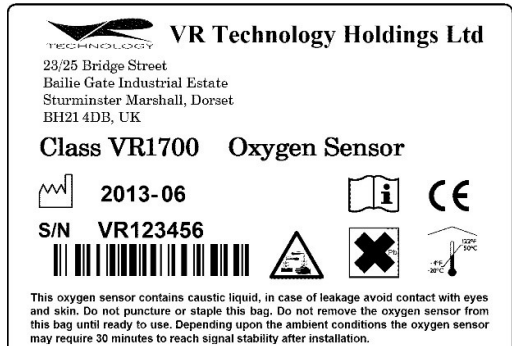 VR Technology Holdings Ltd
TECHNOLOGY
23/25 Bridge Street
Bailie Gate Industrial Estate
Sturminster Marshall, Dorset
BH21 4DB, UK
Class VR1700 Oxygen Sensor
2013-06
i CE
S/N VR123456
Pb
122°F
50°C
-4°F
-20°C
This oxygen sensor contains caustic liquid, in case of leakage avoid contact with eyes
and skin. Do not puncture or staple this bag. Do not remove the oxygen sensor from
this bag until ready to use. Depending upon the ambient conditions the oxygen sensor
may require 30 minutes to reach signal stability after installation.